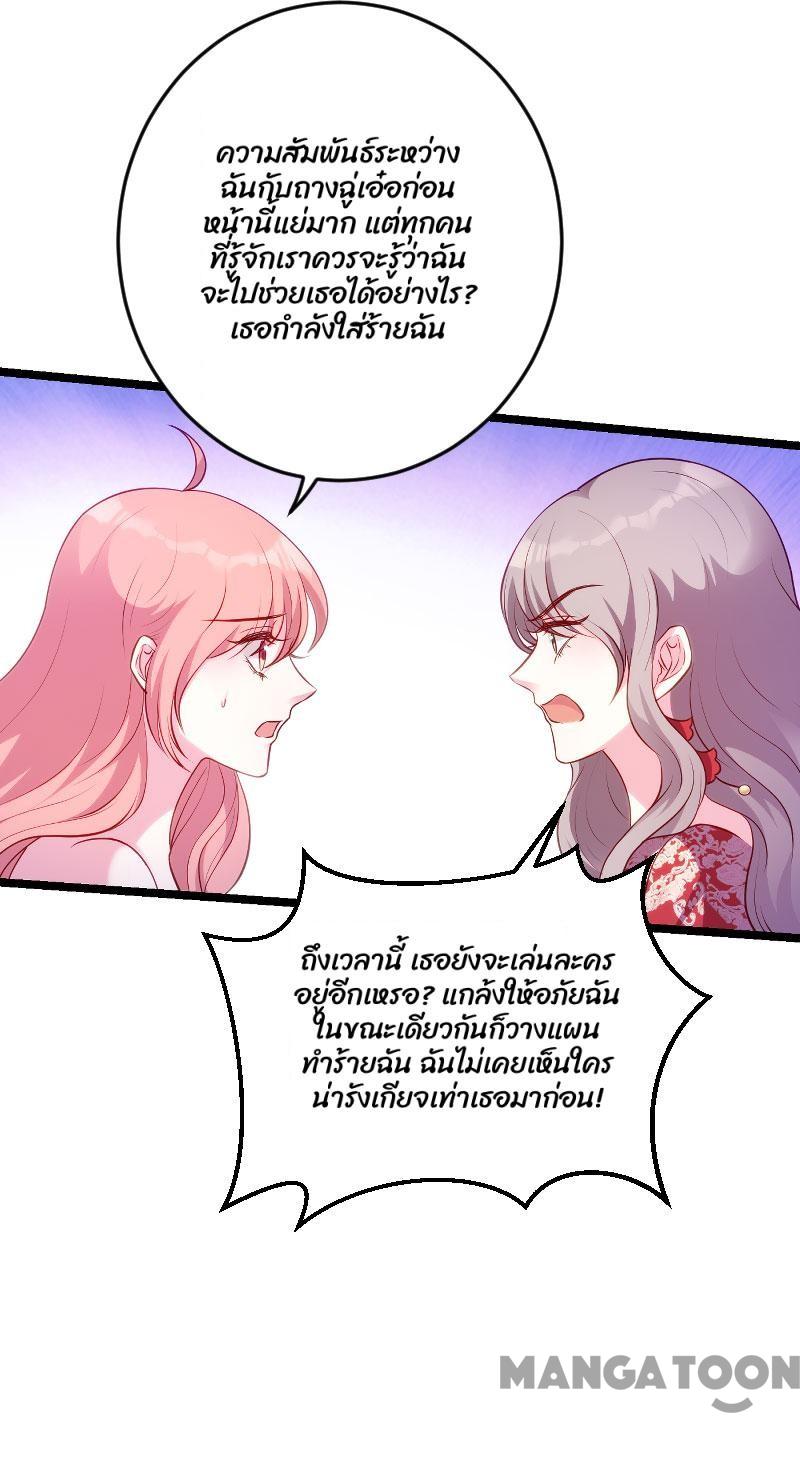 ความสัมพันธ์ระหว่าง
ฉันกับถางฉู่เอ๋อก่อน
หน้านี้แย่มาก แต่ทุกคน
ที่รู้จักเราควรจะรู้ว่าฉัน
จะไปช่วยเธอได้อย่างไร?
เธอกำลังใส่ร้ายฉัน
ถึงเวลานี้ เธอยังจะเล่นละคร
อยู่อีกเหรอ? แกล้งให้อภัยฉัน
ในขณะเดียวกันก็วางแผน
ทำร้ายฉัน ฉันไม่เคยเห็นใคร
น่ารังเกียจเท่าเธอมาก่อน!
MANGA TOON